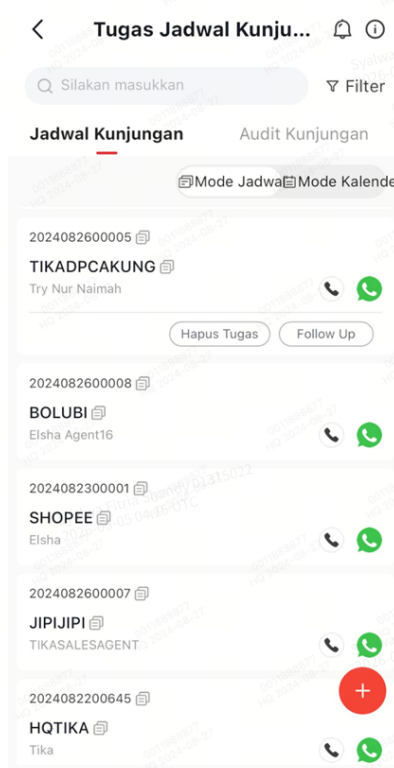 Tugas Jadwal Kunju...
Silakan masukkan
Filter
Jadwal Kunjungan
Audit Kunjungan
Mode Jadwal
Mode Kalende
2024082600005
TIKADPCAKUNG
Try Nur Naimah
Hapus Tugas
Follow Up
2024082600008
BOLUBI
Elsha Agent16
2024082300001
SHOPEE
Elsha
2024082600007
JIPIJIPI
TIKASALESAGENT
2024082200645
HQTIKA
Tika